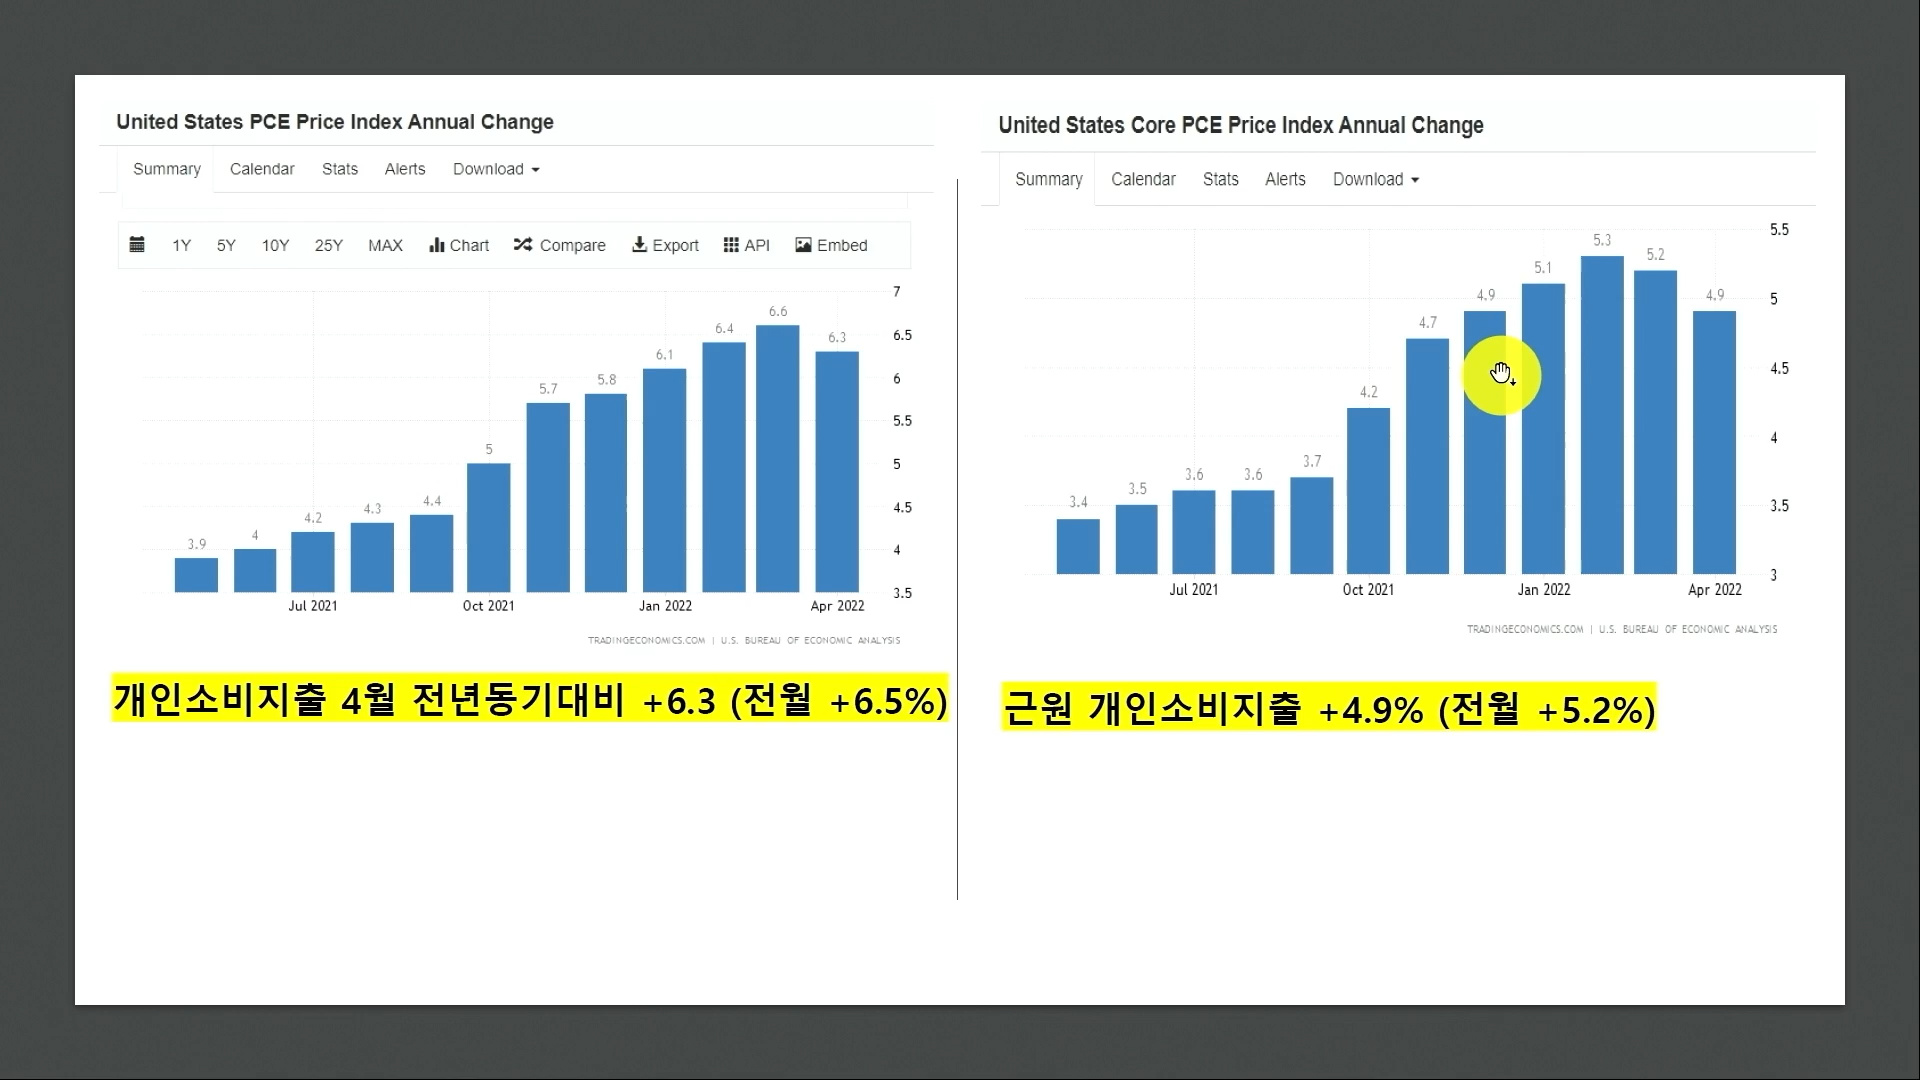 United States PCE Price Index Annual Change
Summary Calendar Stats Alerts Download
1Y 5Y 10Y 25Y MAX Chart Compare Export API Embed
7
6.5
6
5.5
5
4.5
4
3.5
3.9 4 4.2 4.3 4.4 5 5.7 5.8 6.1 6.4 6.6 6.3
Jul 2021 Oct 2021 Jan 2022 Apr 2022
TRADINGECONOMICS.COM | U.S. BUREAU OF ECONOMIC ANALYSIS
개인소비지출 4월 전년동기대비 +6.3 (전월 +6.5%)
United States Core PCE Price Index Annual Change
Summary Calendar Stats Alerts Download
5.5
5
4.5
4
3.5
3
3.4 3.5 3.6 3.6 3.7 4.2 4.7 4.9 5.1 5.3 5.2 4.9
Jul 2021 Oct 2021 Jan 2022 Apr 2022
TRADINGECONOMICS.COM | U.S. BUREAU OF ECONOMIC ANALYSIS
근원 개인소비지출 +4.9% (전월 +5.2%)